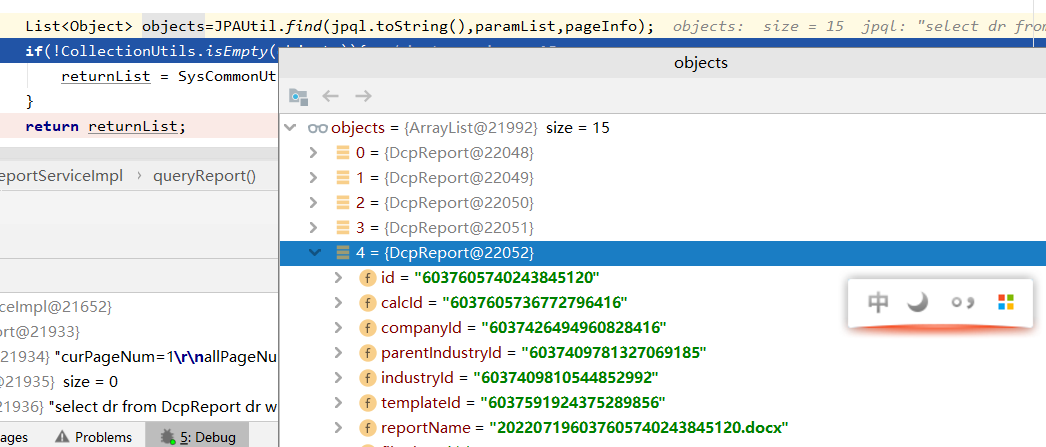 List<Object> objects=JPAUtil.find(jpql.toString(),paramList,pageInfo); objects: size = 15 jpql: "select dr from
if(!CollectionUtils.isEmpty(
objects
returnList = SysCommonUt
}
return returnList;
objects = {ArrayList@21992} size = 15
0 = {DcpReport@22048}
1 = {DcpReport@22049}
eportServiceImpl › queryReport()
2 = {DcpReport@22050}
3 = {DcpReport@22051}
4 = {DcpReport@22052}
id = "6037605740243845120"
calcId = "6037605736772796416"
companyId = "6037426494960828416"
parentIndustryId = "6037409781327069185"
industryId = "6037409810544852992"
templateId = "6037591924375289856"
reportName = "202207196037605740243845120.docx"
中
ceImpl@21652}
ort@21933}
@21934} "curPageNum=1\r\nallPageNu
@21935} size = 0
@21936} "select dr from DcpReport dr w
ages Problems 5: Debug